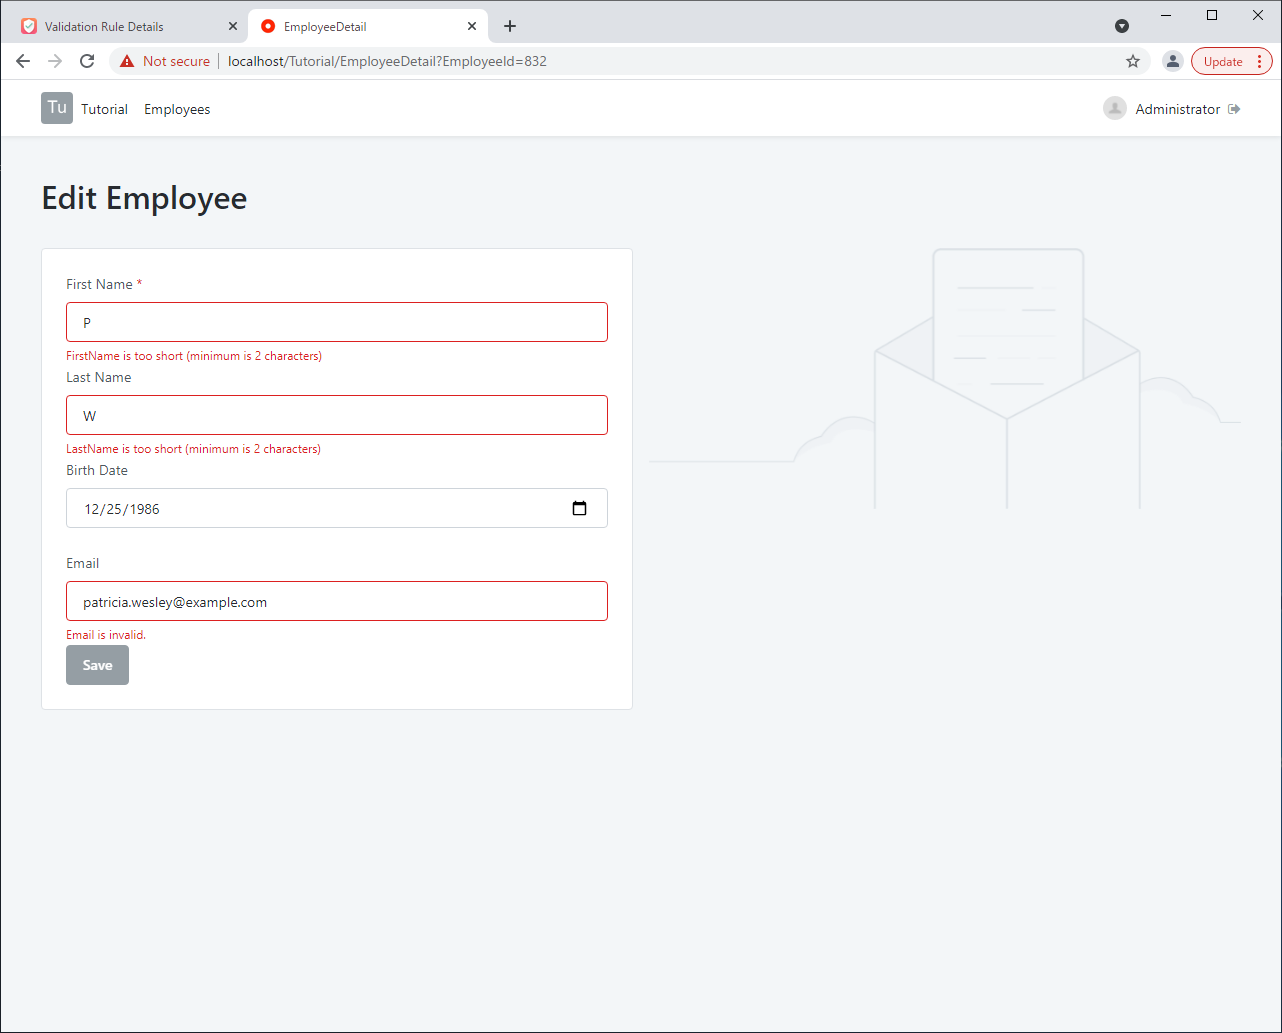 Validation Rule Details
EmployeeDetail
Not secure
localhost/Tutorial/EmployeeDetail?EmployeeId=832
Update
Tu
Tutorial
Employees
Administrator
Edit Employee
First Name *
P
FirstName is too short (minimum is 2 characters)
Last Name
W
LastName is too short (minimum is 2 characters)
Birth Date
12/25/1986
Email
patricia.wesley@example.com
Email is invalid.
Save